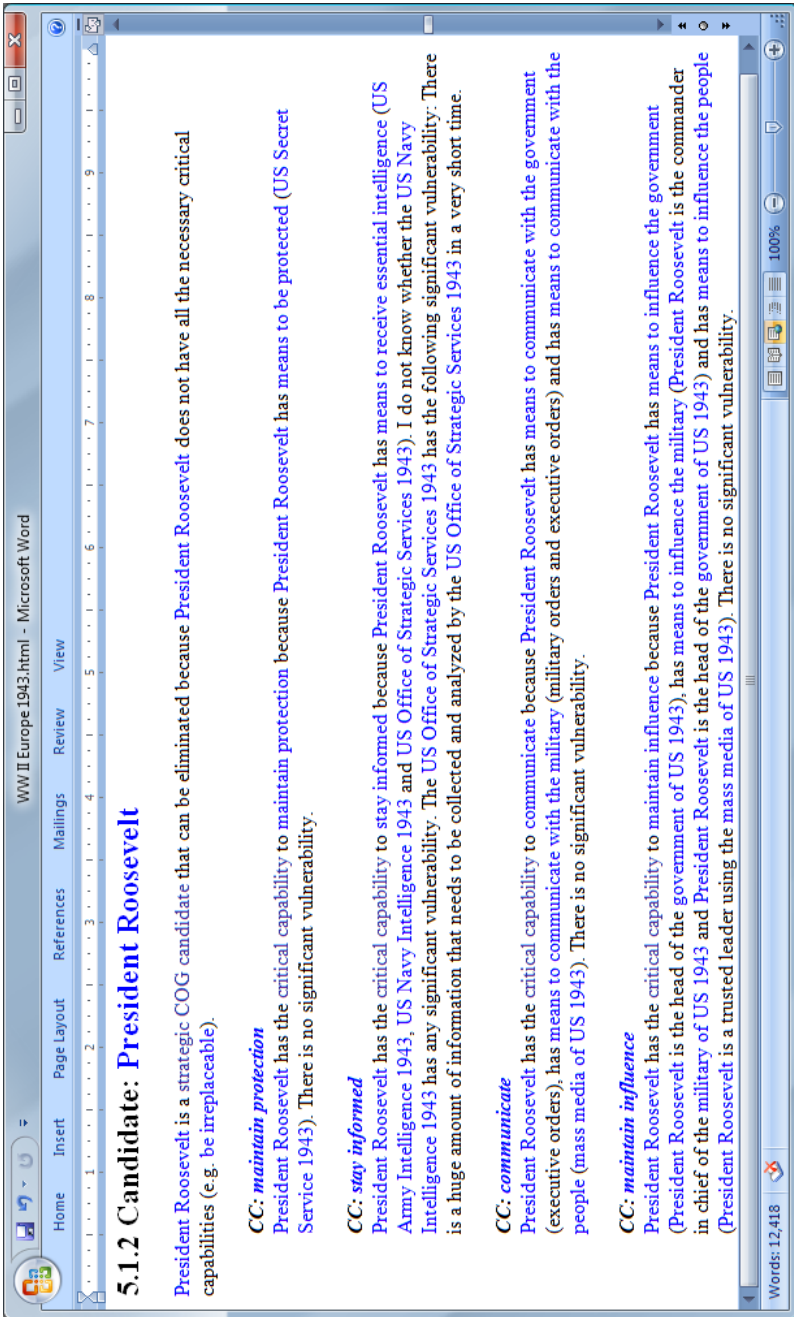 WW II Europe 1943.html - Microsoft Word
Home Insert Page Layout References Mailings Review View
1 2 3 4 5 6 7 8 9
5.1.2 Candidate: President Roosevelt
President Roosevelt is a strategic COG candidate that can be eliminated because President Roosevelt does not have all the necessary critical
capabilities (e.g. be irreplaceable).
CC: maintain protection
President Roosevelt has the critical capability to maintain protection because President Roosevelt has means to be protected (US Secret
Service 1943). There is no significant vulnerability.
CC: stay informed
President Roosevelt has the critical capability to stay informed because President Roosevelt has means to receive essential intelligence (US
Army Intelligence 1943, US Navy Intelligence 1943 and US Office of Strategic Services 1943). I do not know whether the US Navy
Intelligence 1943 has any significant vulnerability. The US Office of Strategic Services 1943 has the following significant vulnerability: There
is a huge amount of information that needs to be collected and analyzed by the US Office of Strategic Services 1943 in a very short time.
CC: communicate
President Roosevelt has the critical capability to communicate because President Roosevelt has means to communicate with the government
(executive orders), has means to communicate with the military (military orders and executive orders) and has means to communicate with the
people (mass media of US 1943). There is no significant vulnerability.
CC: maintain influence
President Roosevelt has the critical capability to maintain influence because President Roosevelt has means to influence the government
(President Roosevelt is the head of the government of US 1943), has means to influence the military (President Roosevelt is the commander
in chief of the military of US 1943 and President Roosevelt is the head of the government of US 1943) and has means to influence the people
(President Roosevelt is a trusted leader using the mass media of US 1943). There is no significant vulnerability.
Words: 12,418
100%